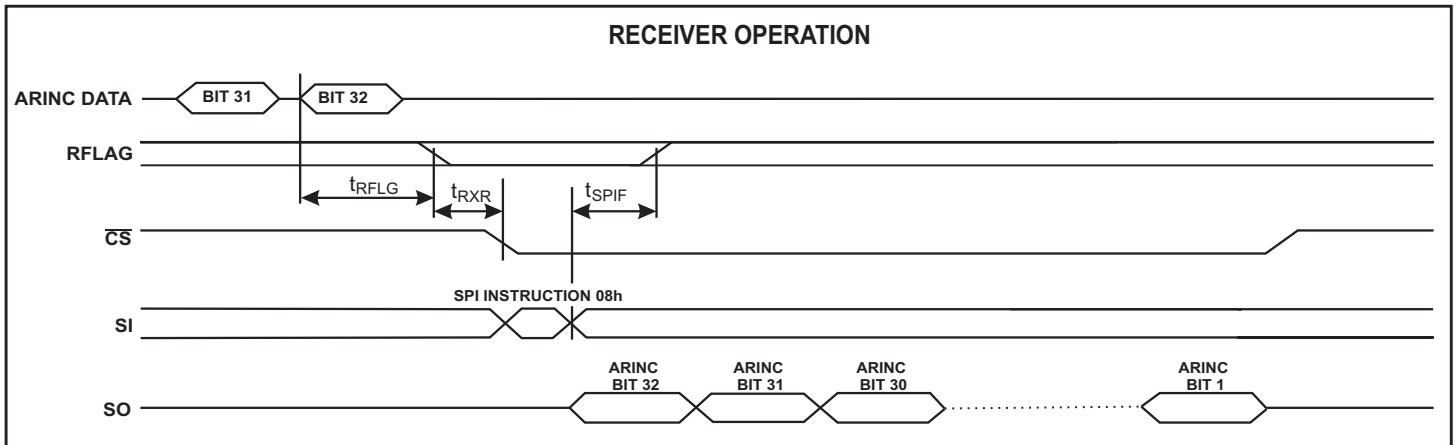 RECEIVER OPERATION
ARINC DATA
BIT 31
BIT 32
RFLAG
tRFLG
tRXR
tSPIF
CS
SPI INSTRUCTION 08h
SI
ARINC
BIT 32
ARINC
BIT 31
ARINC
BIT 30
ARINC
BIT 1
SO